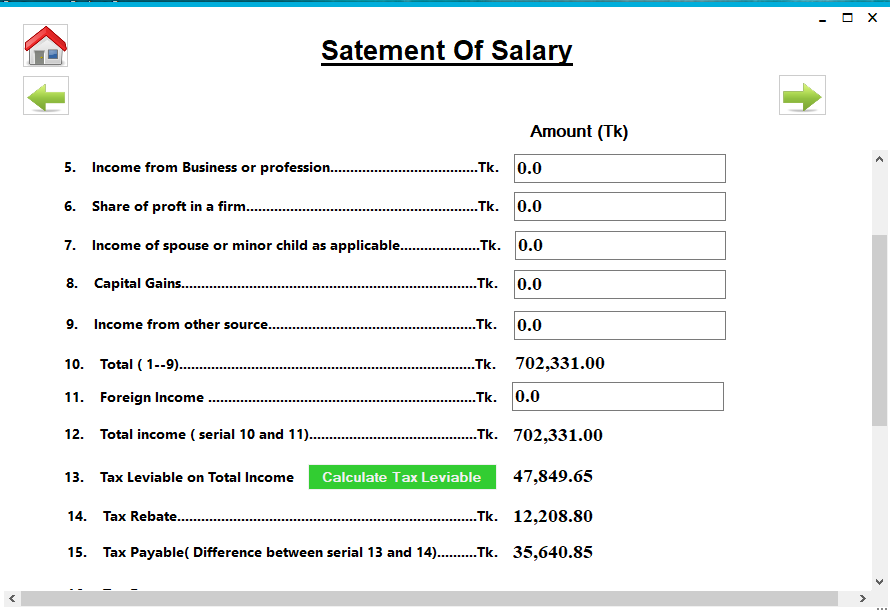 Satement Of Salary
Amount (Tk)
5. Income from Business or profession.....................................Tk. 0.0
6. Share of proft in a firm..........................................................Tk. 0.0
7. Income of spouse or minor child as applicable....................Tk. 0.0
8. Capital Gains..........................................................................Tk. 0.0
9. Income from other source....................................................Tk. 0.0
10. Total ( 1--9)..........................................................................Tk. 702,331.00
11. Foreign Income ...................................................................Tk. 0.0
12. Total income ( serial 10 and 11)..........................................Tk. 702,331.00
13. Tax Leviable on Total Income Calculate Tax Leviable 47,849.65
14. Tax Rebate...........................................................................Tk. 12,208.80
15. Tax Payable( Difference between serial 13 and 14)..........Tk. 35,640.85